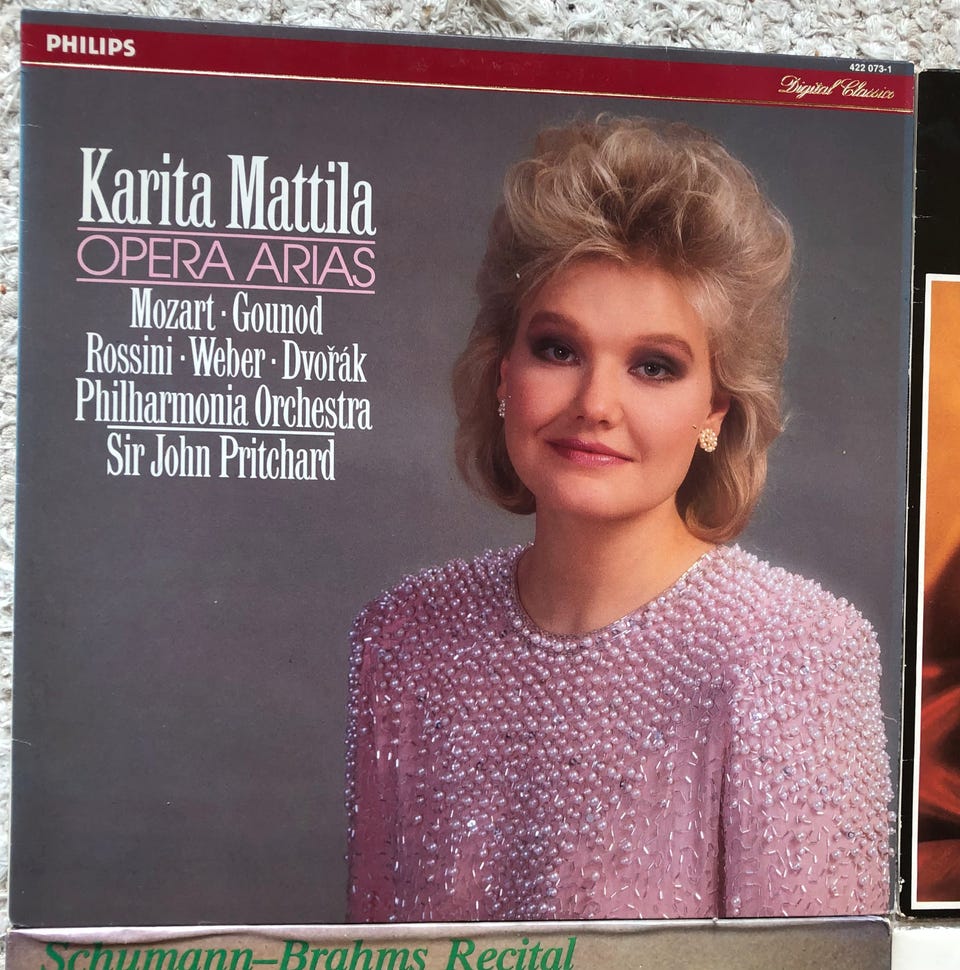 PHILIPS
422 073-1
Digital Classics
Karita Mattila
OPERA ARIAS
Mozart · Gounod
Rossini · Weber · Dvořák
Philharmonia Orchestra
Sir John Pritchard
Schumann–Brahms Recital